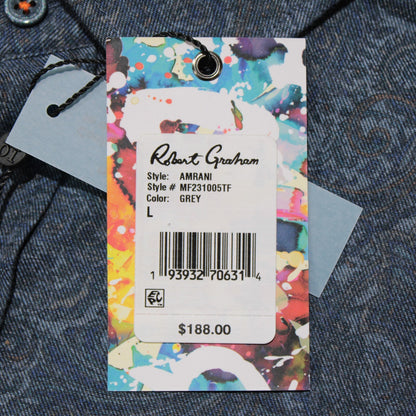 Robert Graham
Style: AMRANI
Style # MF231005TF
Color: GREY
L
1 93932 70631 4
$188.00